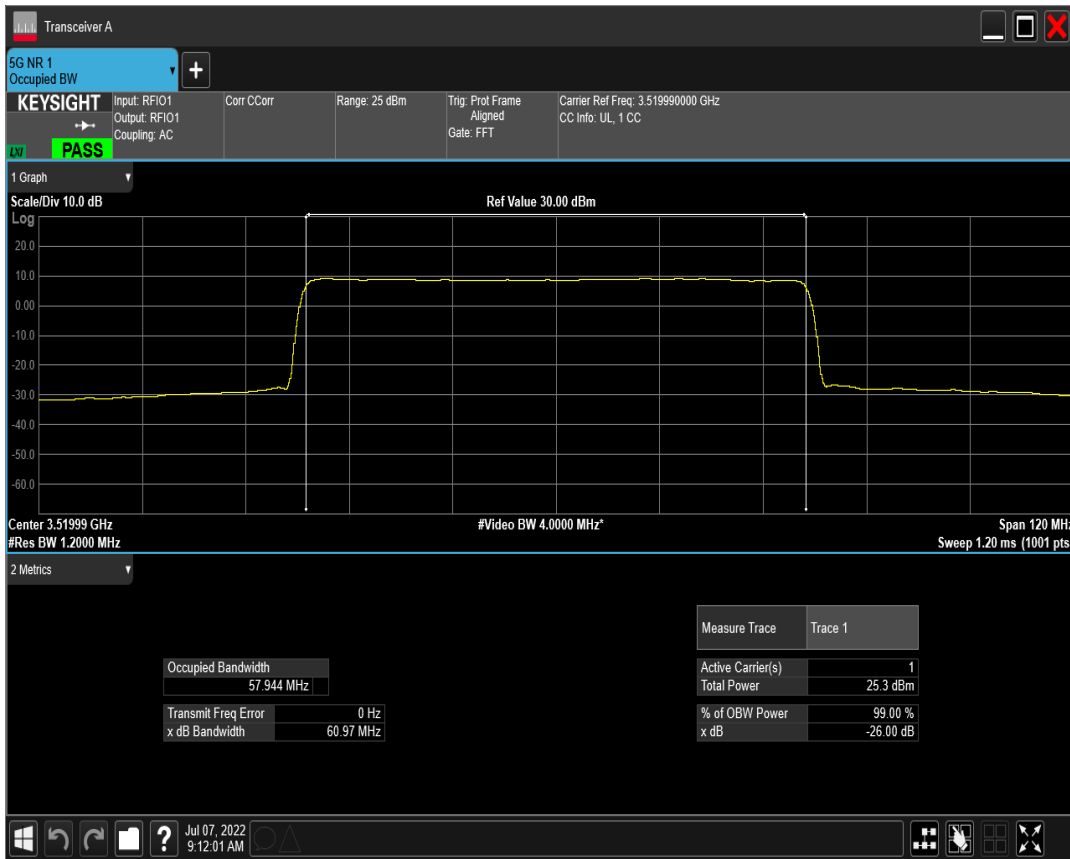 Transceiver A
5G NR 1
Occupied BW
KEYSIGHT
LXI
PASS
Input: RFIO1
Output: RFIO1
Coupling: AC
Corr CCorr
Range: 25 dBm
Trig: Prot Frame
Aligned
Gate: FFT
Carrier Ref Freq: 3.519990000 GHz
CC Info: UL, 1 CC
1 Graph
Scale/Div 10.0 dB
Ref Value 30.00 dBm
Log
20.0
10.0
0.00
-10.0
-20.0
-30.0
-40.0
-50.0
-60.0
Center 3.51999 GHz
#Video BW 4.0000 MHz*
Span 120 MHz
#Res BW 1.2000 MHz
Sweep 1.20 ms (1001 pts
2 Metrics
Measure Trace Trace 1
Occupied Bandwidth
57.944 MHz
Active Carrier(s) 1
Total Power 25.3 dBm
Transmit Freq Error 0 Hz
x dB Bandwidth 60.97 MHz
% of OBW Power 99.00 %
x dB -26.00 dB
?
Jul 07, 2022
9:12:01 AM